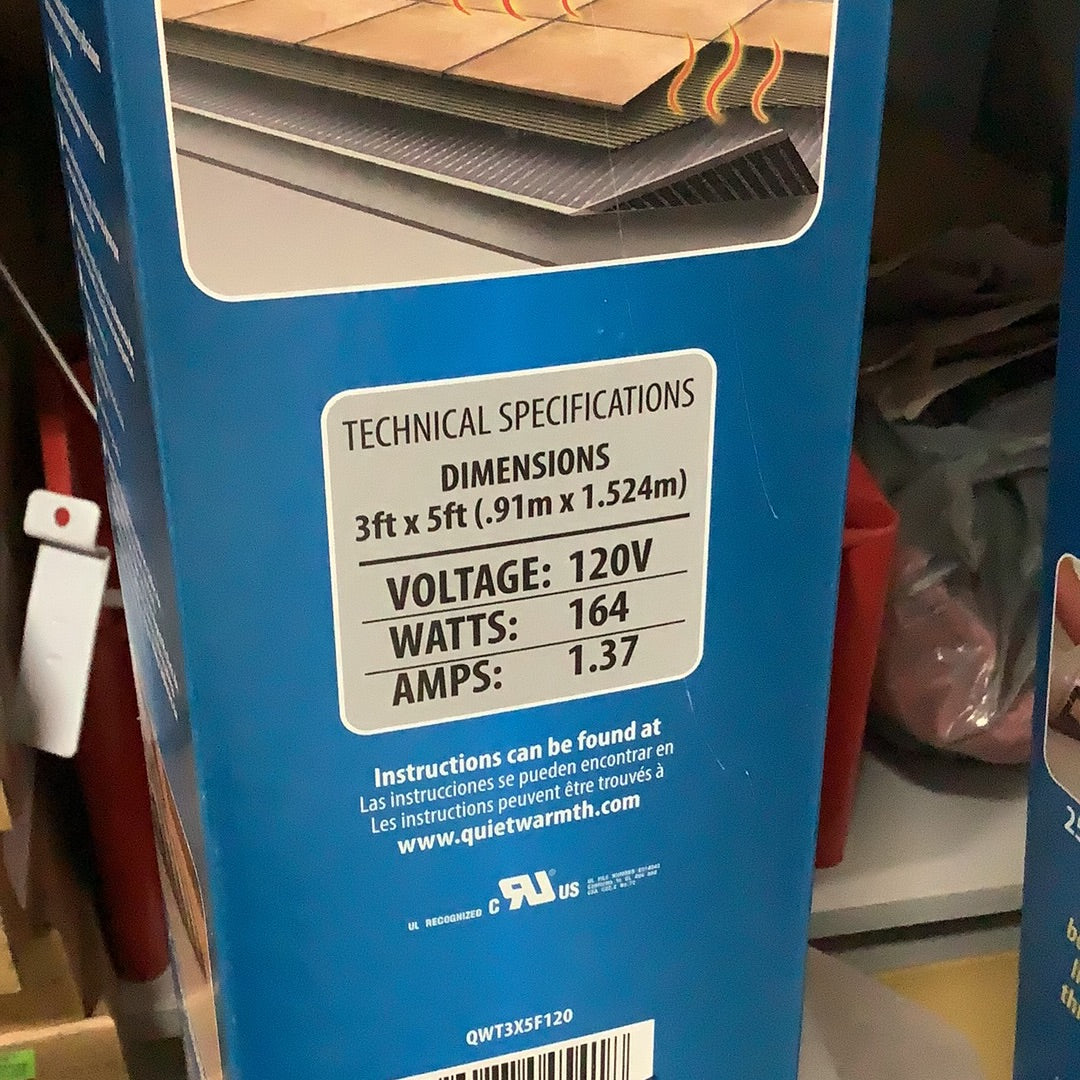 TECHNICAL SPECIFICATIONS
DIMENSIONS
3ft x 5ft (.91m x 1.524m)
VOLTAGE: 120V
WATTS: 164
AMPS: 1.37
Instructions can be found at
Las instrucciones se pueden encontrar en
Les instructions peuvent être trouvés à
www.quietwarmth.com
UL RECOGNIZED C RU® US
QWT3X5F120